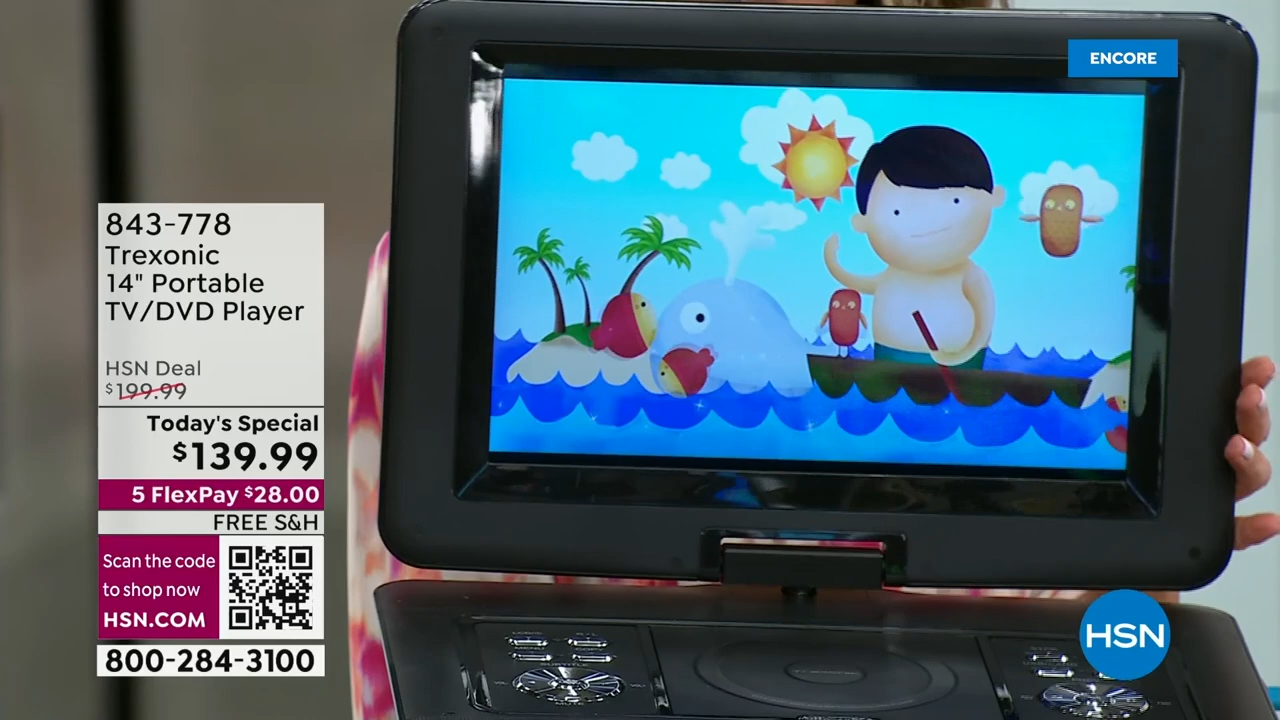 ENCORE
843-778
Trexonic
14" Portable
TV/DVD Player
HSN Deal
$199.99
Today's Special
$139.99
5 FlexPay $28.00
FREE S&H
Scan the code
to shop now
HSN.COM
800-284-3100
HSN